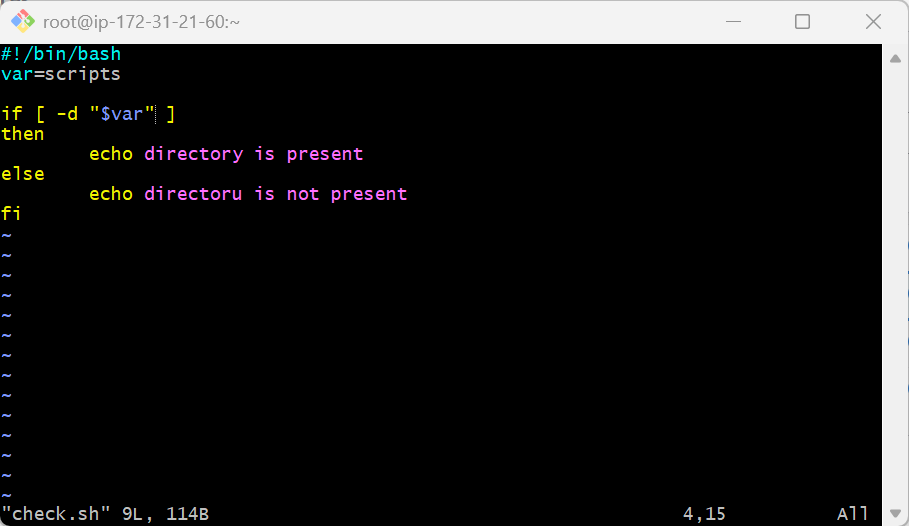 root@ip-172-31-21-60:~
#!/bin/bash
var=scripts

if [ -d "$var" ]
then
        echo directory is present
else
        echo directoru is not present
fi
~
~
~
~
~
~
~
~
~
~
~
~
~
~
"check.sh" 9L, 114B 4,15 All